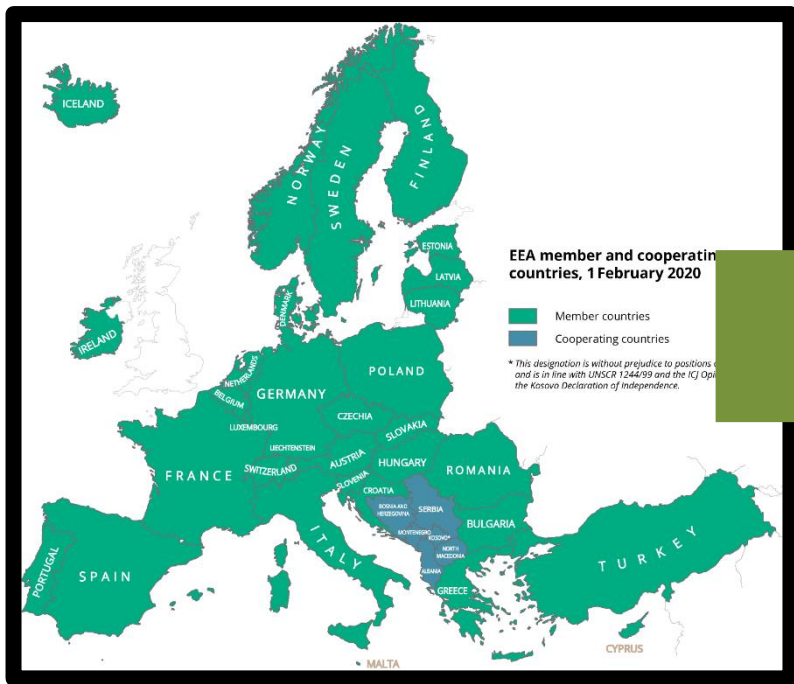 ICELAND
NORWAY
SWEDEN
FINLAND
ESTONIA
LATVIA
LITHUANIA
EEA member and
countries, 1 February 2020
Member countries
Cooperating countries
* This designation is without prejudice to positions
and is in line with UNSCR 1244/99 and the ICJ
the Kosovo Declaration of Independence.
DENMARK
IRELAND
NETHERLANDS
BELGIUM
GERMANY
POLAND
LUXEMBOURG
CZECHIA
SLOVAKIA
LIECHTENSTEIN
AUSTRIA
HUNGARY
FRANCE
SWITZERLAND
SLOVENIA
ROMANIA
CROATIA
BOSNIA AND
HERZEGOVINA
SERBIA
MONTENEGRO
KOSOVO*
BULGARIA
NORTH
MACEDONIA
ITALY
ALBANIA
GREECE
TURKEY
PORTUGAL
SPAIN
MALTA
CYPRUS